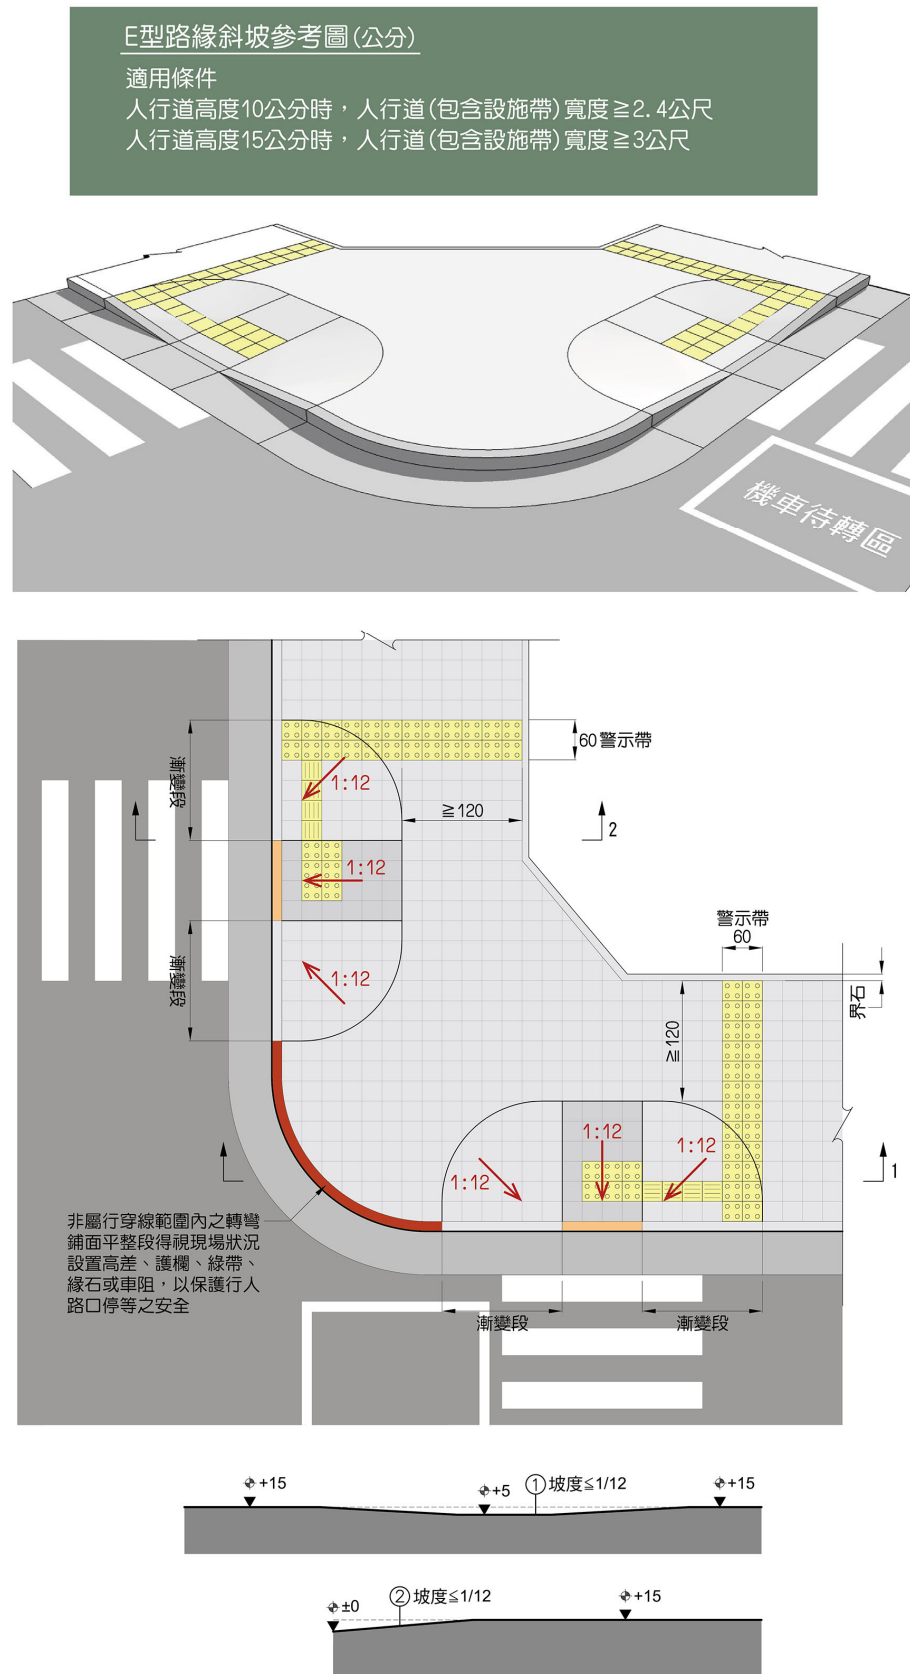 E型路緣斜坡參考圖(公分)
適用條件
人行道高度10公分時，人行道(包含設施帶)寬度≧2.4公尺
人行道高度15公分時，人行道(包含設施帶)寬度≧3公尺
機車待轉區
60 警示帶
漸變段
1:12
≧120
2
1:12
警示帶
60
漸變段
1:12
界石
≧120
1:12
1:12
1:12
1
非屬行穿線範圍內之轉彎
鋪面平整段得視現場狀況
設置高差、護欄、綠帶、
緣石或車阻，以保護行人
路口停等之安全
漸變段
漸變段
+15
+5
1 坡度≦1/12
+15
±0
2 坡度≦1/12
+15